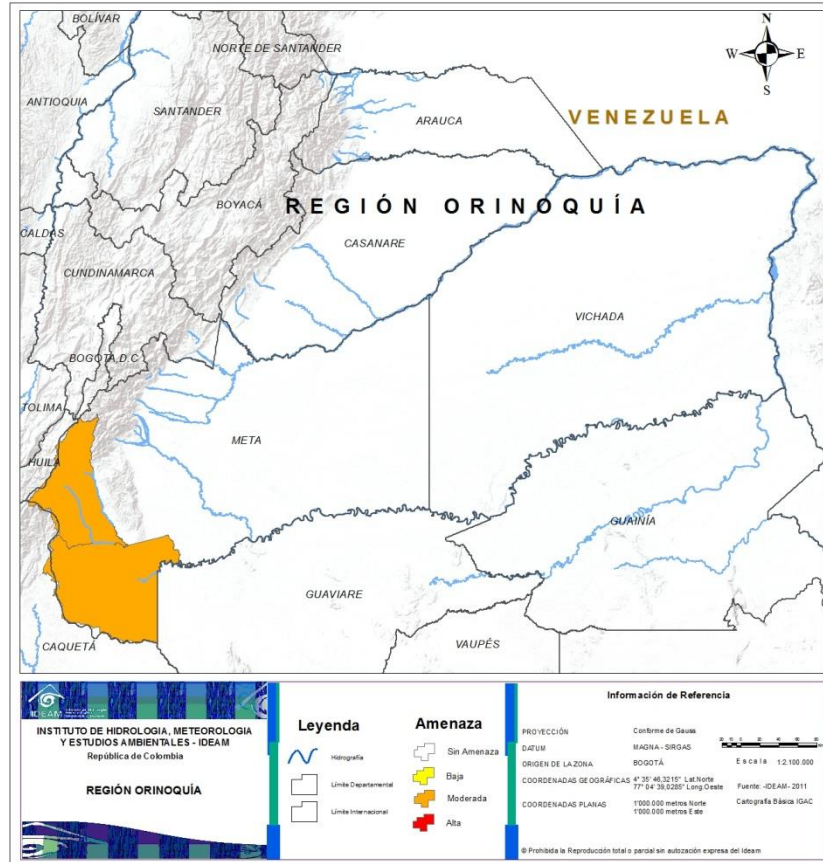 BOLÍVAR
N
NORTE DE SANTANDER
W E
S
ANTIOQUIA
SANTANDER
ARAUCA
VENEZUELA
BOYACÁ
REGIÓN ORINOQUÍA
CALDAS
CASANARE
CUNDINAMARCA
VICHADA
BOGOTA D.C
TOLIMA
META
HUILA
GUAINÍA
GUAVIARE
CAQUETÁ
VAUPÉS
IDEAM
INSTITUTO DE HIDROLOGIA, METEOROLOGIA
Y ESTUDIOS AMBIENTALES - IDEAM
República de Colombia
REGIÓN ORINOQUÍA
Leyenda
Hidrografía
Límite Departamental
Límite Internacional
Amenaza
Sin Amenaza
Baja
Moderada
Alta
Información de Referencia
PROYECCIÓN Conforme de Gauss
DATUM MAGNA - SIRGAS
ORIGEN DE LA ZONA BOGOTÁ
COORDENADAS GEOGRÁFICAS 4° 35' 46,3215" Lat.Norte
77° 04' 39,0285" Long.Oeste
COORDENADAS PLANAS 1'000.000 metros Norte
1'000.000 metros Este
Escala 1:2.100.000
Fuente: -IDEAM- 2011
Cartografía Básica IGAC
© Prohibida la Reproducción total o parcial sin autozación expresa del Ideam